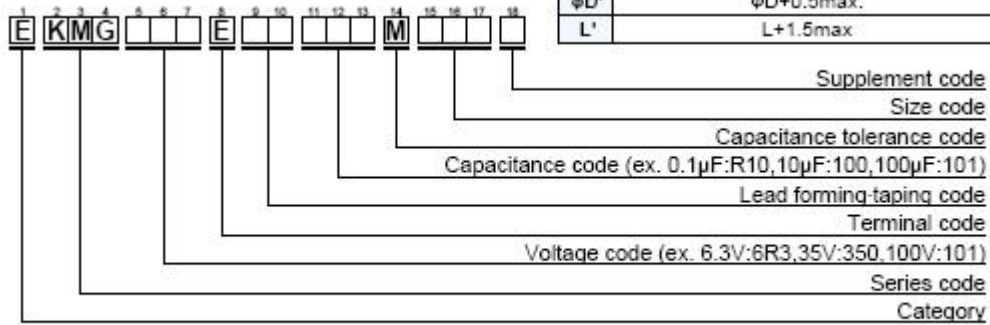 φD' φD+0.5max.
L' L+1.5max
1 2 3 4 5 6 7 8 9 10 11 12 13 14 15 16 17 18
E KMG E M
Supplement code
Size code
Capacitance tolerance code
Capacitance code (ex. 0.1μF:R10,10μF:100,100μF:101)
Lead forming-taping code
Terminal code
Voltage code (ex. 6.3V:6R3,35V:350,100V:101)
Series code
Category